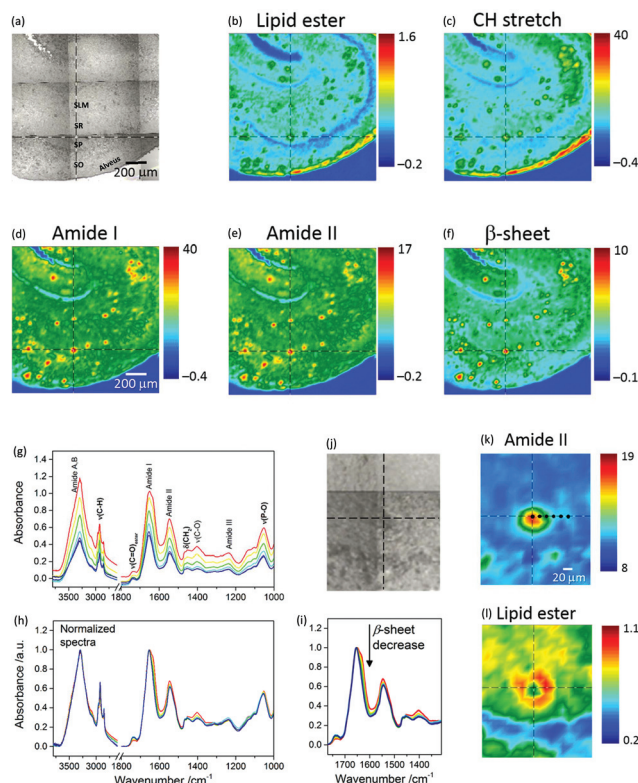 (a)
SLM
SR
SP
SO
Alveus
200 µm
(b)
Lipid ester
1.6
−0.2
(c)
CH stretch
40
−0.4
(d)
Amide I
200 µm
40
−0.4
(e)
Amide II
17
−0.2
(f)
β-sheet
10
−0.1
(g)
Absorbance
1.4
1.2
1.0
0.8
0.6
0.4
0.2
0.0
Amide A,B
ν(C-H)
ν(C=O)ester
Amide I
Amide II
δ(CH2)
ν(C-O)
Amide III
ν(P-O)
3500 3000 1800 1600 1400 1200 1000
(h)
Normalized
spectra
Absorbance /a.u.
1.0
0.8
0.6
0.4
0.2
0.0
3500 3000 1800 1600 1400 1200 1000
Wavenumber /cm-1
(i)
β-sheet
decrease
1.0
0.8
0.6
0.4
0.2
0.0
1700 1600 1500 1400
Wavenumber /cm-1
(j)
(k)
Amide II
20 µm
19
8
(l)
Lipid ester
1.1
0.2